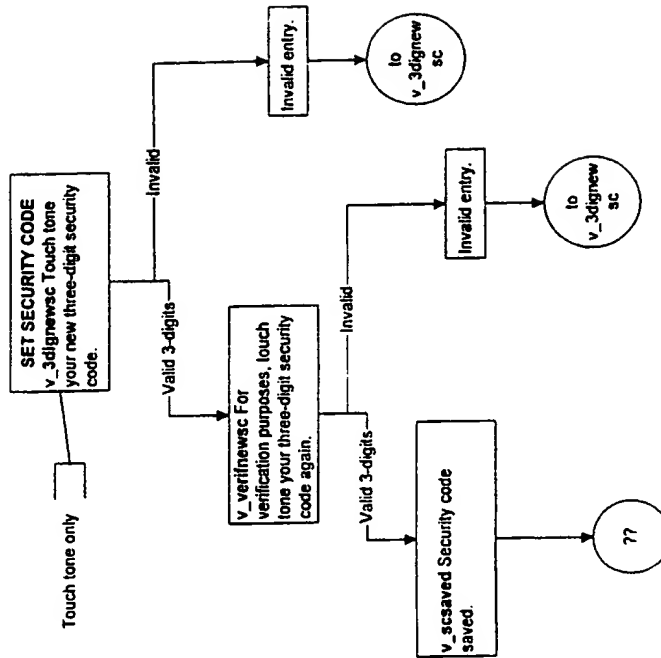 Touch tone only
SET SECURITY CODE
v_3dignewsc Touch tone
your new three-digit security
code.
Valid 3-digits
Invalid
Invalid entry.
to
v_3dignew
sc
v_verifnewsc For
verification purposes, touch
tone your three-digit security
code again.
Valid 3-digits
Invalid
Invalid entry.
to
v_3dignew
sc
v_scsaved Security code
saved.
??